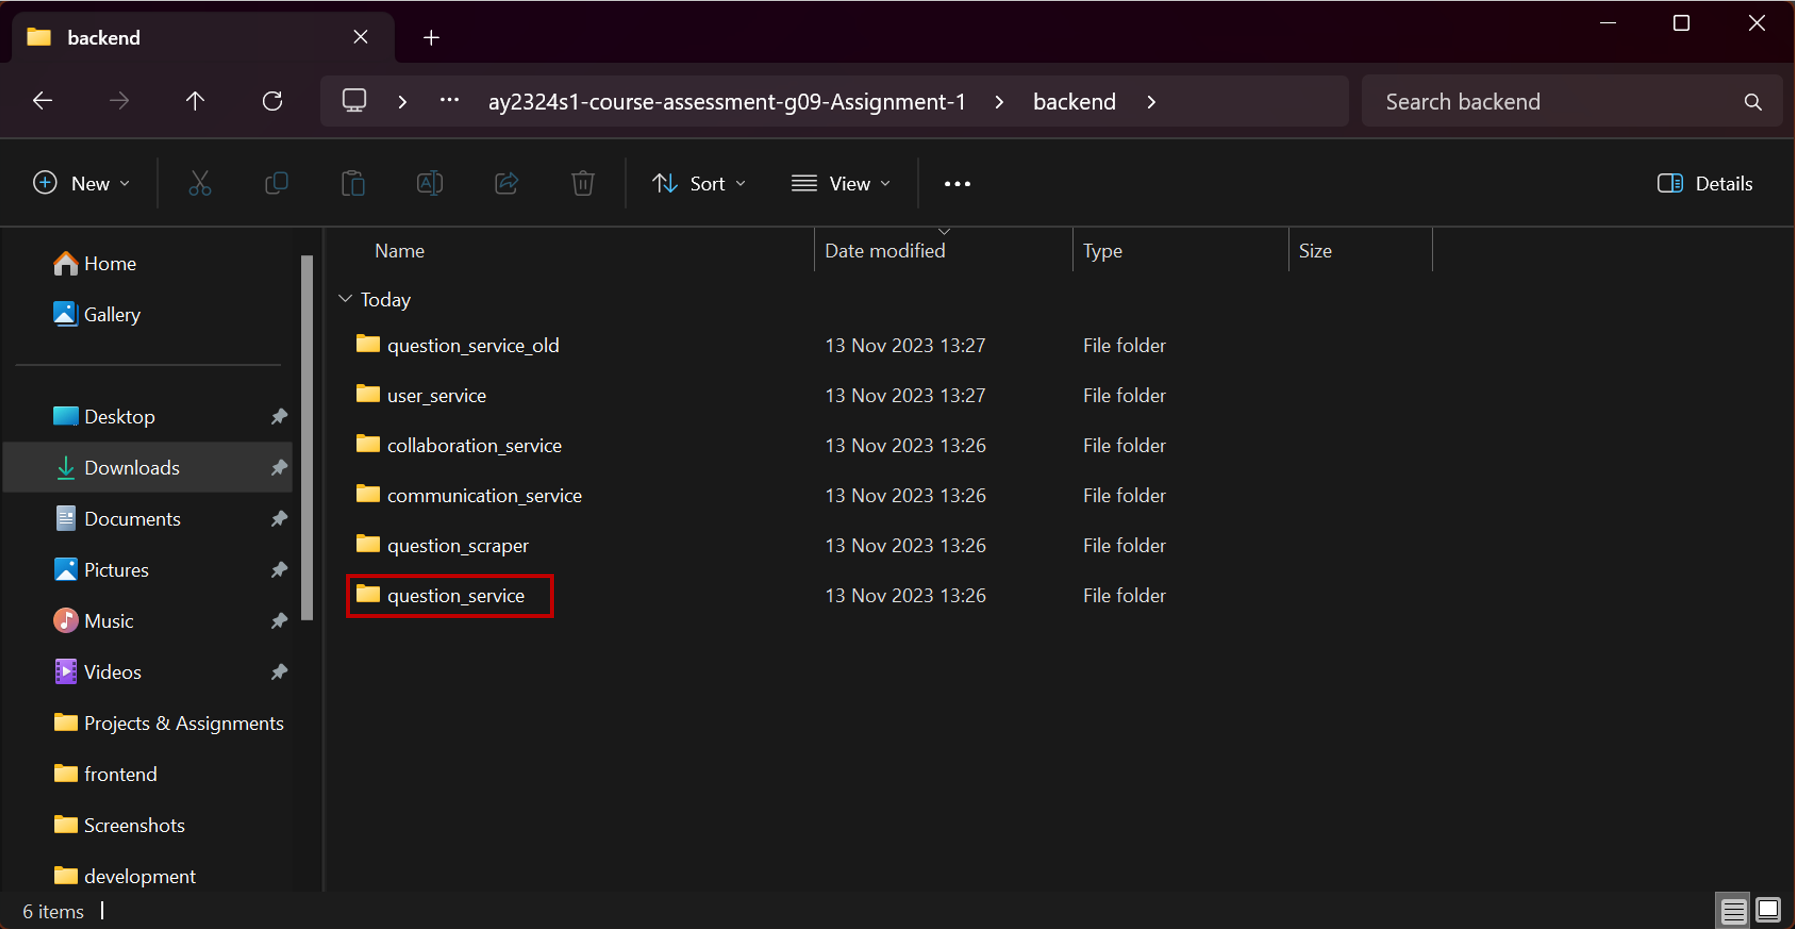 backend
ay2324s1-course-assessment-g09-Assignment-1 > backend >
Search backend
New
Sort
View
Details
Home
Gallery
Desktop
Downloads
Documents
Pictures
Music
Videos
Projects & Assignments
frontend
Screenshots
development
Name Date modified Type Size
Today
question_service_old 13 Nov 2023 13:27 File folder
user_service 13 Nov 2023 13:27 File folder
collaboration_service 13 Nov 2023 13:26 File folder
communication_service 13 Nov 2023 13:26 File folder
question_scraper 13 Nov 2023 13:26 File folder
question_service 13 Nov 2023 13:26 File folder
6 items